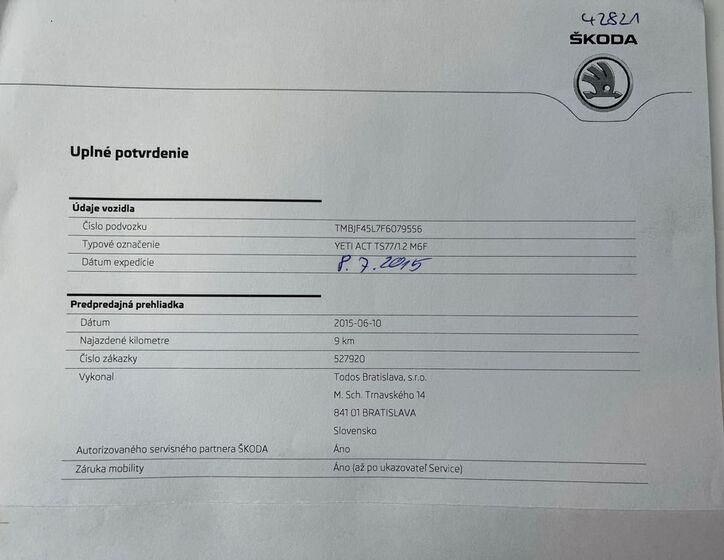 42821
ŠKODA
Uplné potvrdenie
Údaje vozidla
Číslo podvozku TMBJF45L7F6079556
Typové označenie YETI ACT TS77/1.2 M6F
Dátum expedície 8.7.2015
Predpredajná prehliadka
Dátum 2015-06-10
Najazdené kilometre 9 km
Číslo zákazky 527920
Vykonal Todos Bratislava, s.r.o.
M. Sch. Trnavského 14
841 01 BRATISLAVA
Slovensko
Autorizovaného servisného partnera ŠKODA Áno
Záruka mobility Áno (až po ukazovateľ Service)